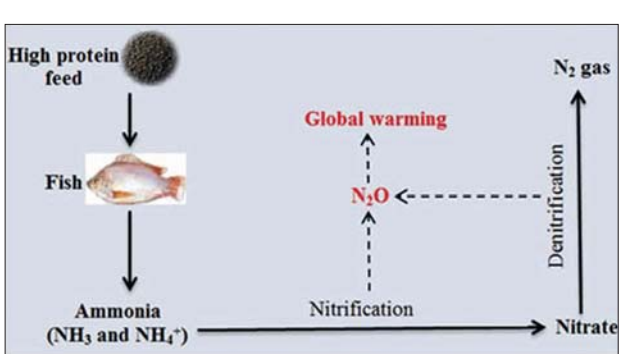 High protein
feed
N₂ gas
Global warming
Fish
N₂O
Denitrification
Ammonia
(NH₃ and NH₄⁺)
Nitrification
Nitrate